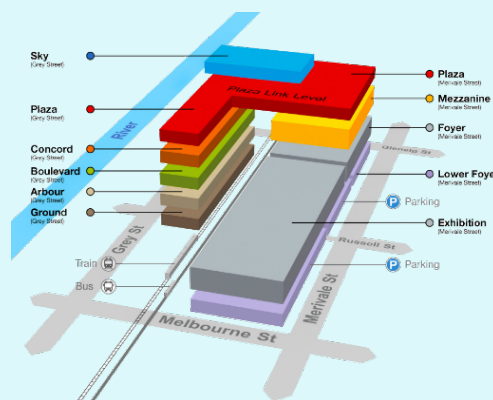 Sky
(Grey Street)
Plaza
(Grey Street)
River
Concord
(Grey Street)
Boulevard
(Grey Street)
Arbour
(Grey Street)
Ground
(Grey Street)
Grey St
Train
Bus
Melbourne St
Plaza Link Level
Plaza
(Merivale Street)
Mezzanine
(Merivale Street)
Foyer
(Merivale Street)
Glenelg St
Lower Foye
(Merivale Street)
P Parking
Exhibition
(Merivale Street)
Russell St
P Parking
Merivale St